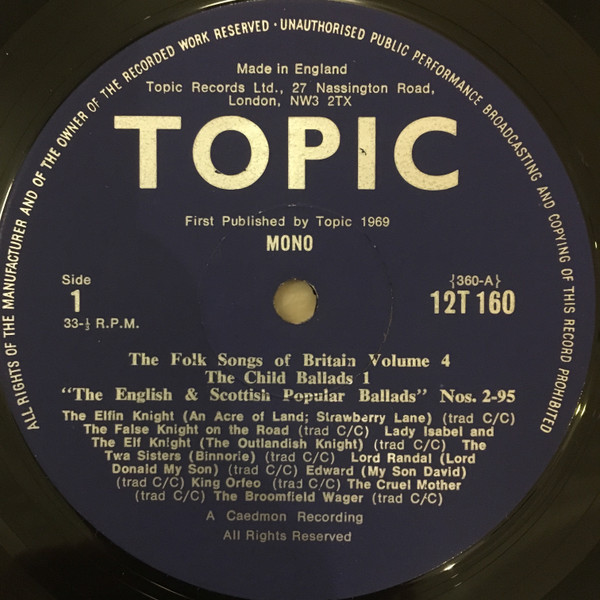 ALL RIGHTS OF THE MANUFACTURER AND OF THE OWNER OF THE RECORDED WORK RESERVED · UNAUTHORISED PUBLIC PERFORMANCE BROADCASTING AND COPYING OF THIS RECORD PROHIBITED
Made in England
Topic Records Ltd., 27 Nassington Road,
London, NW3 2TX
TOPIC
First Published by Topic 1969
MONO
Side
1
33-⅓ R.P.M.
{360-A}
12T 160
The Folk Songs of Britain Volume 4
The Child Ballads 1
"The English & Scottish Popular Ballads" Nos. 2-95
The Elfin Knight (An Acre of Land; Strawberry Lane) (trad C/C)
The False Knight on the Road (trad C/C) Lady Isabel and
The Elf Knight (The Outlandish Knight) (trad C/C) The
Twa Sisters (Binnorie) (trad C/C) Lord Randal (Lord
Donald My Son) (trad C/C) Edward (My Son David)
(trad C/C) King Orfeo (trad C/C) The Cruel Mother
(trad C/C) The Broomfield Wager (trad C/C)
A Caedmon Recording
All Rights Reserved